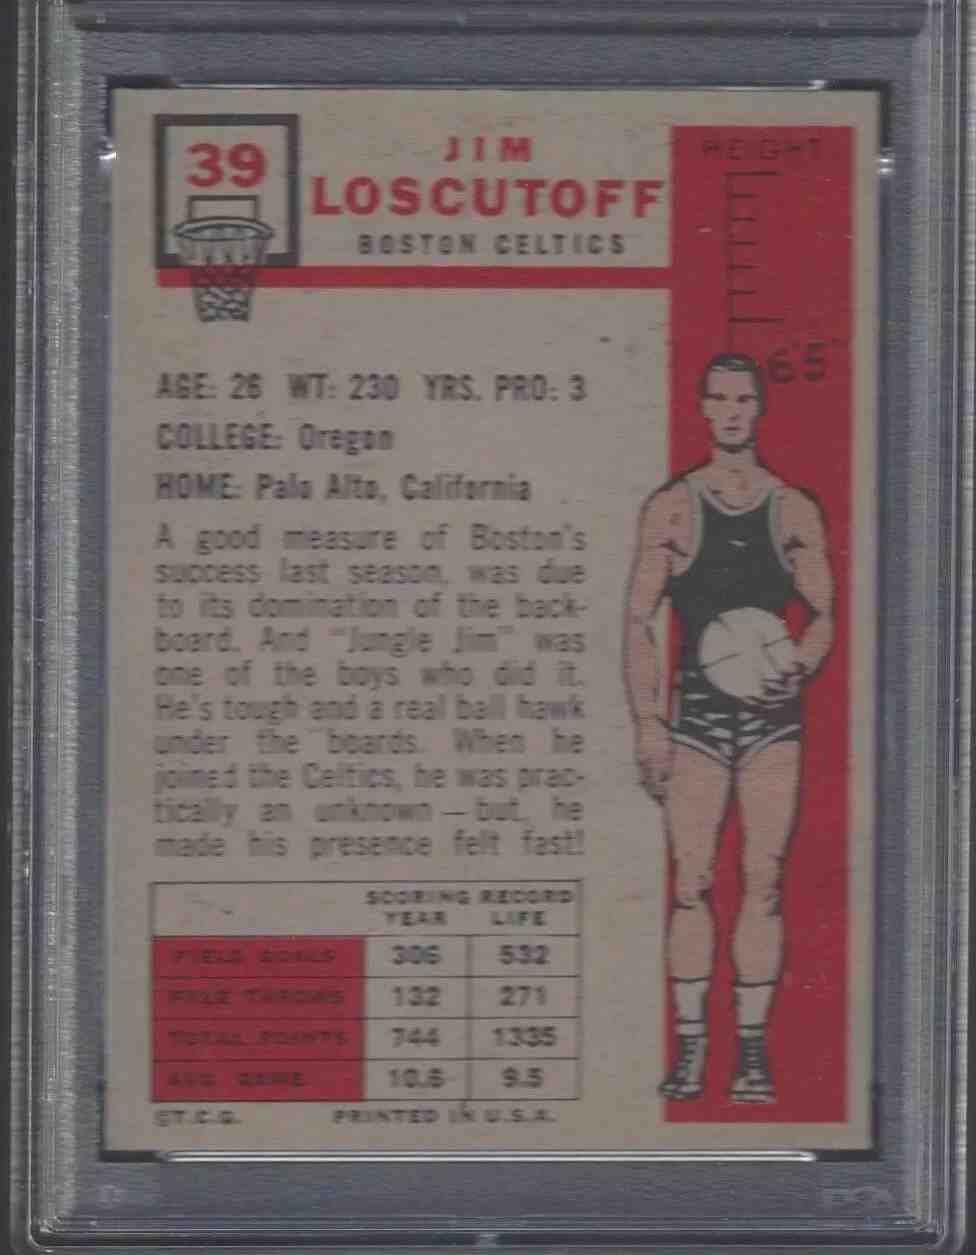 39
JIM
LOSCUTOFF
BOSTON CELTICS
HEIGHT
6'5"
AGE: 26 WT: 230 YRS. PRO: 3
COLLEGE: Oregon
HOME: Palo Alto, California
A good measure of Boston's
success last season, was due
to its domination of the back-
board. And "Jungle Jim" was
one of the boys who did it.
He's tough and a real ball hawk
under the boards. When he
joined the Celtics, he was prac-
tically an unknown — but, he
made his presence felt fast!
SCORING RECORD
YEAR LIFE
FIELD GOALS 306 532
FREE THROWS 132 271
TOTAL POINTS 744 1335
AVG. GAME 10.6 9.5
©T.C.G. PRINTED IN U.S.A.